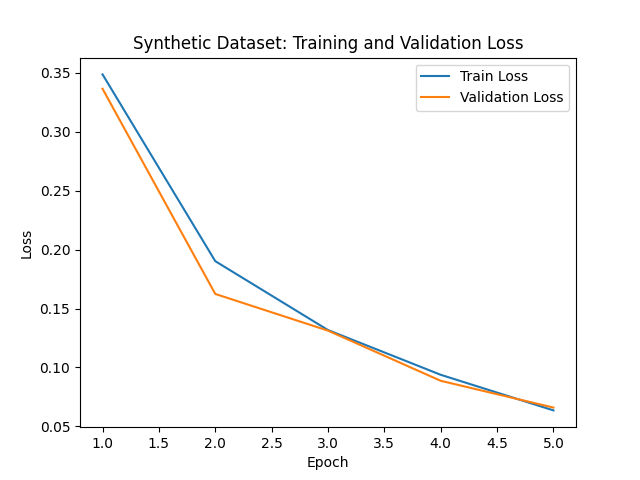 Synthetic Dataset: Training and Validation Loss
Train Loss
Validation Loss
0.35
0.30
0.25
0.20
0.15
0.10
0.05
Loss
1.0 1.5 2.0 2.5 3.0 3.5 4.0 4.5 5.0
Epoch